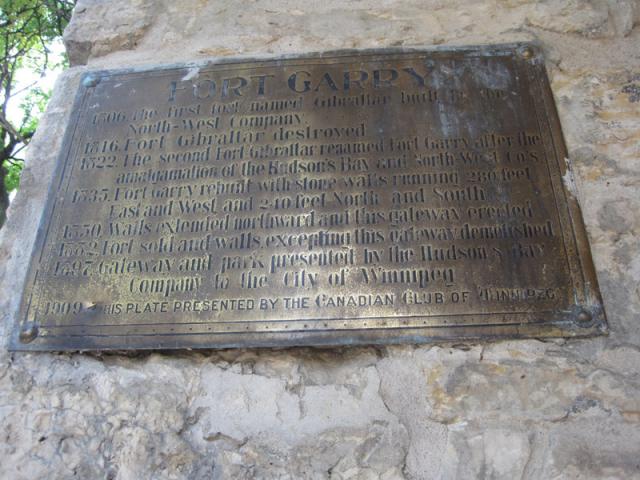 FORT GARRY
1806. The first fort, named Gibraltar built by the
North-West Company.
1816. Fort Gibraltar destroyed
1822. The second Fort Gibraltar renamed Fort Garry after the
amalgamation of the Hudson's Bay and North-West Co's
1835. Fort Garry rebuilt with stone walls running 280 feet
East and West, and 240 feet North and South
1850. Walls extended northward and this gateway erected
1882. Fort sold and walls, excepting this gateway demolished
1897. Gateway and park presented by the Hudson's Bay
Company to the City of Winnipeg
1909. THIS PLATE PRESENTED BY THE CANADIAN CLUB OF WINNIPEG